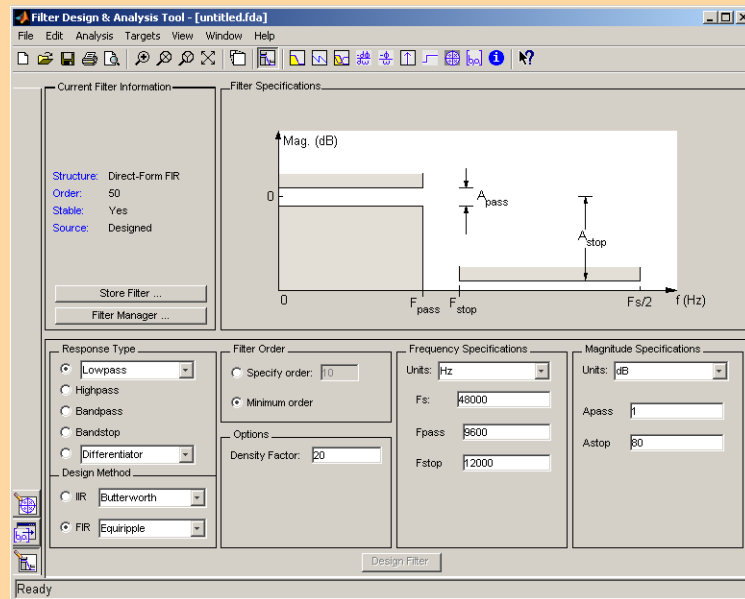 Filter Design & Analysis Tool - [untitled.fda]
File Edit Analysis Targets View Window Help
Current Filter Information
Structure: Direct-Form FIR
Order: 50
Stable: Yes
Source: Designed
Store Filter ...
Filter Manager ...
Filter Specifications
Mag. (dB)
0
Apass
Astop
0 Fpass Fstop Fs/2 f (Hz)
Response Type
Lowpass
Highpass
Bandpass
Bandstop
Differentiator
Design Method
IIR Butterworth
FIR Equiripple
Filter Order
Specify order: 10
Minimum order
Options
Density Factor: 20
Frequency Specifications
Units: Hz
Fs: 48000
Fpass 9600
Fstop 12000
Magnitude Specifications
Units: dB
Apass 1
Astop 80
Design Filter
Ready